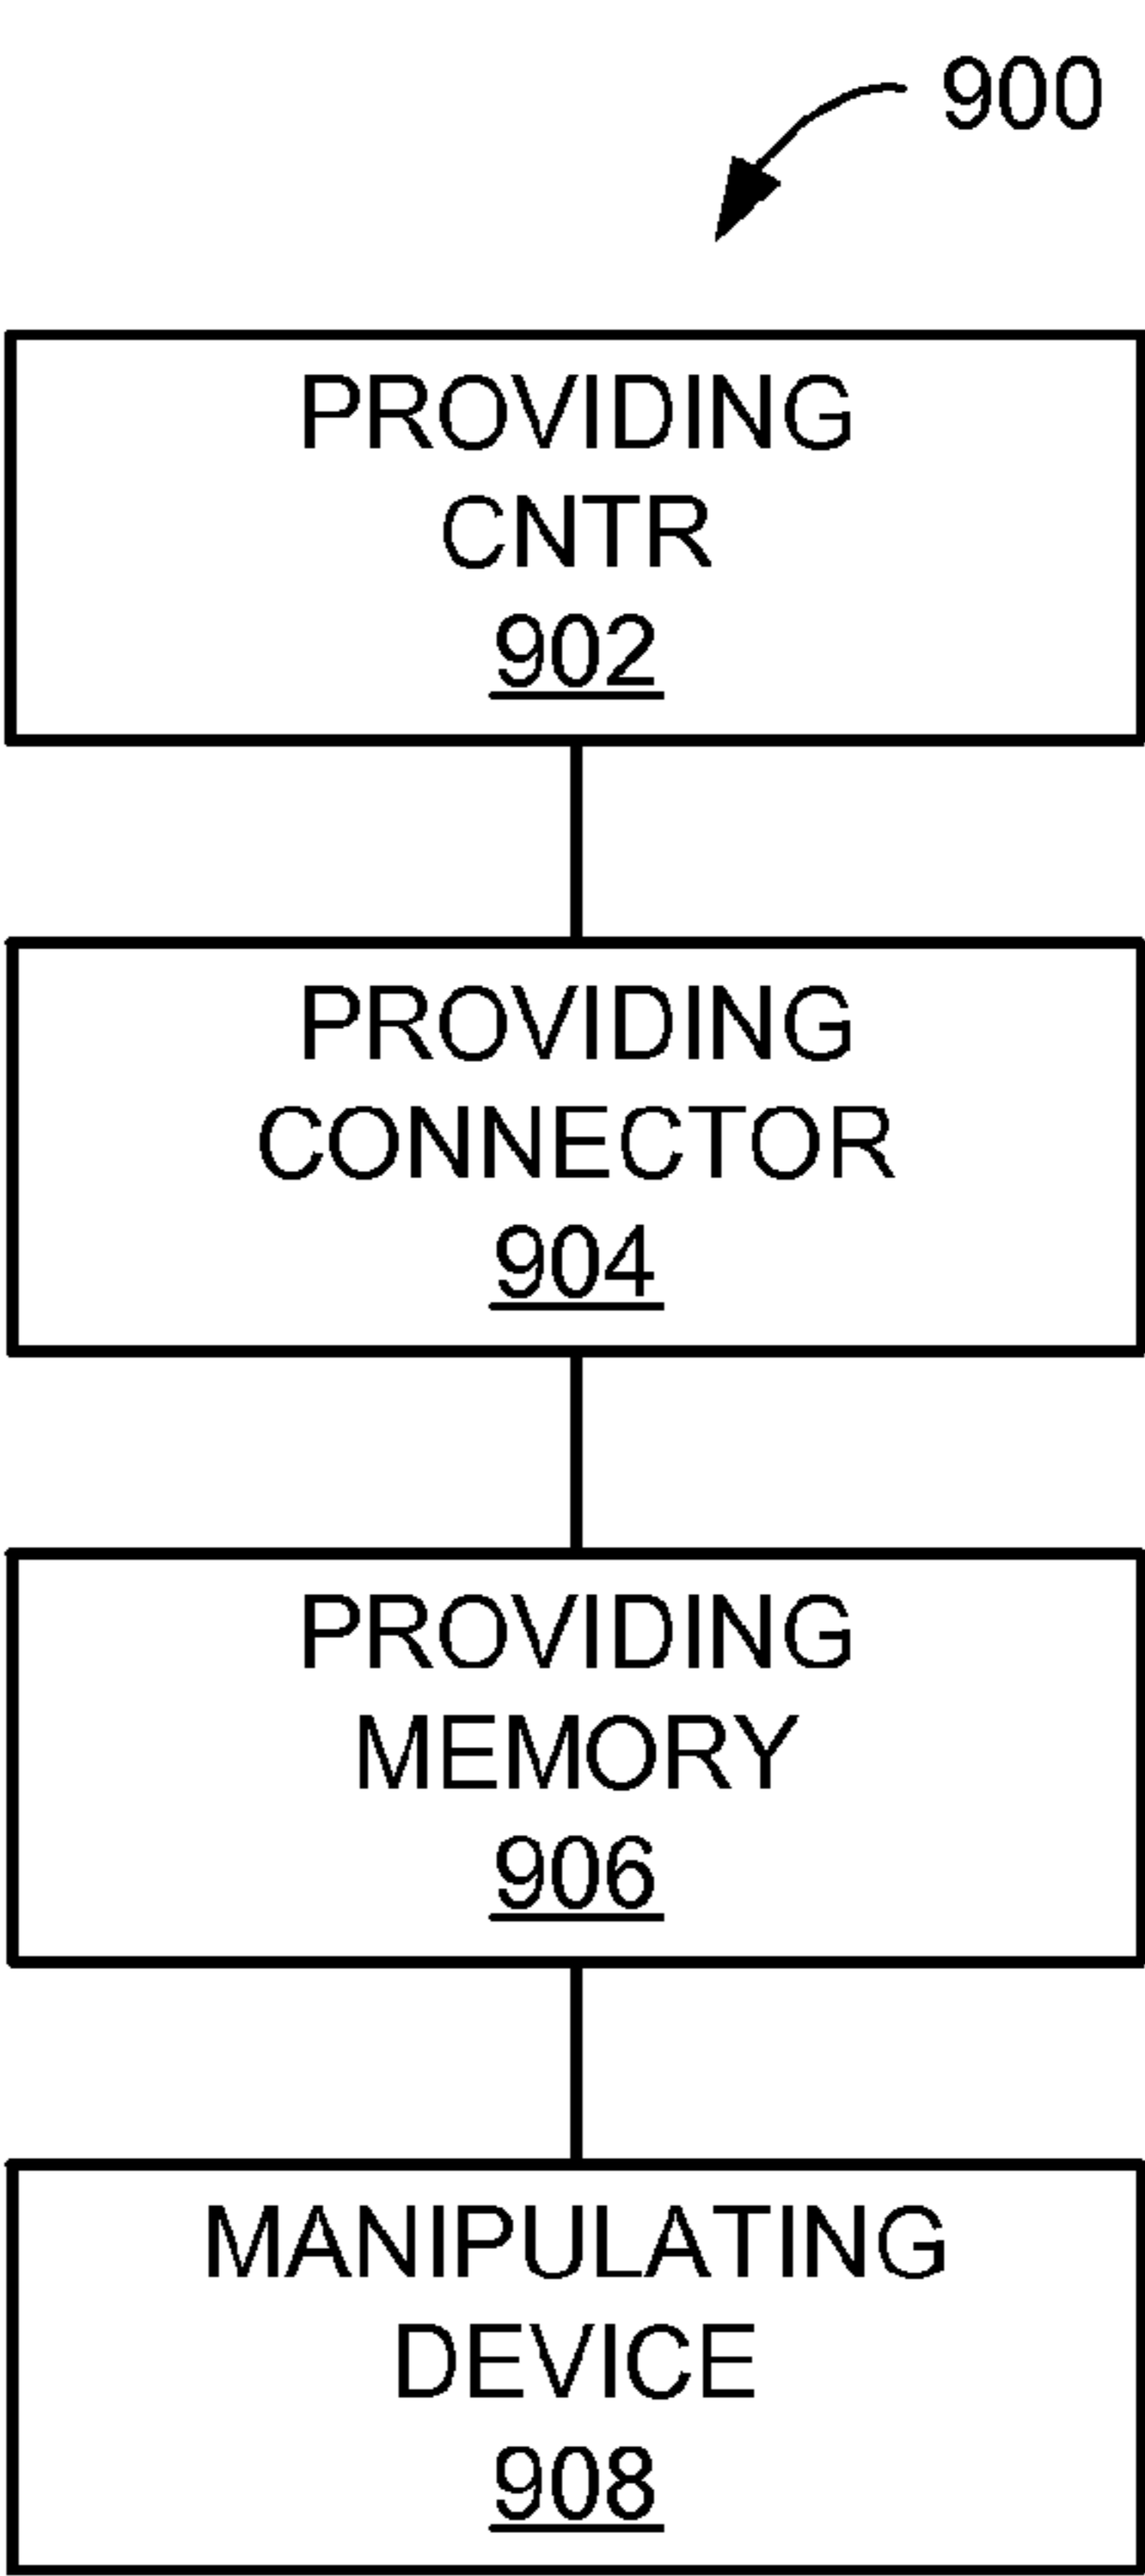 900
PROVIDING
CNTR
902
PROVIDING
CONNECTOR
904
PROVIDING
MEMORY
906
MANIPULATING
DEVICE
908